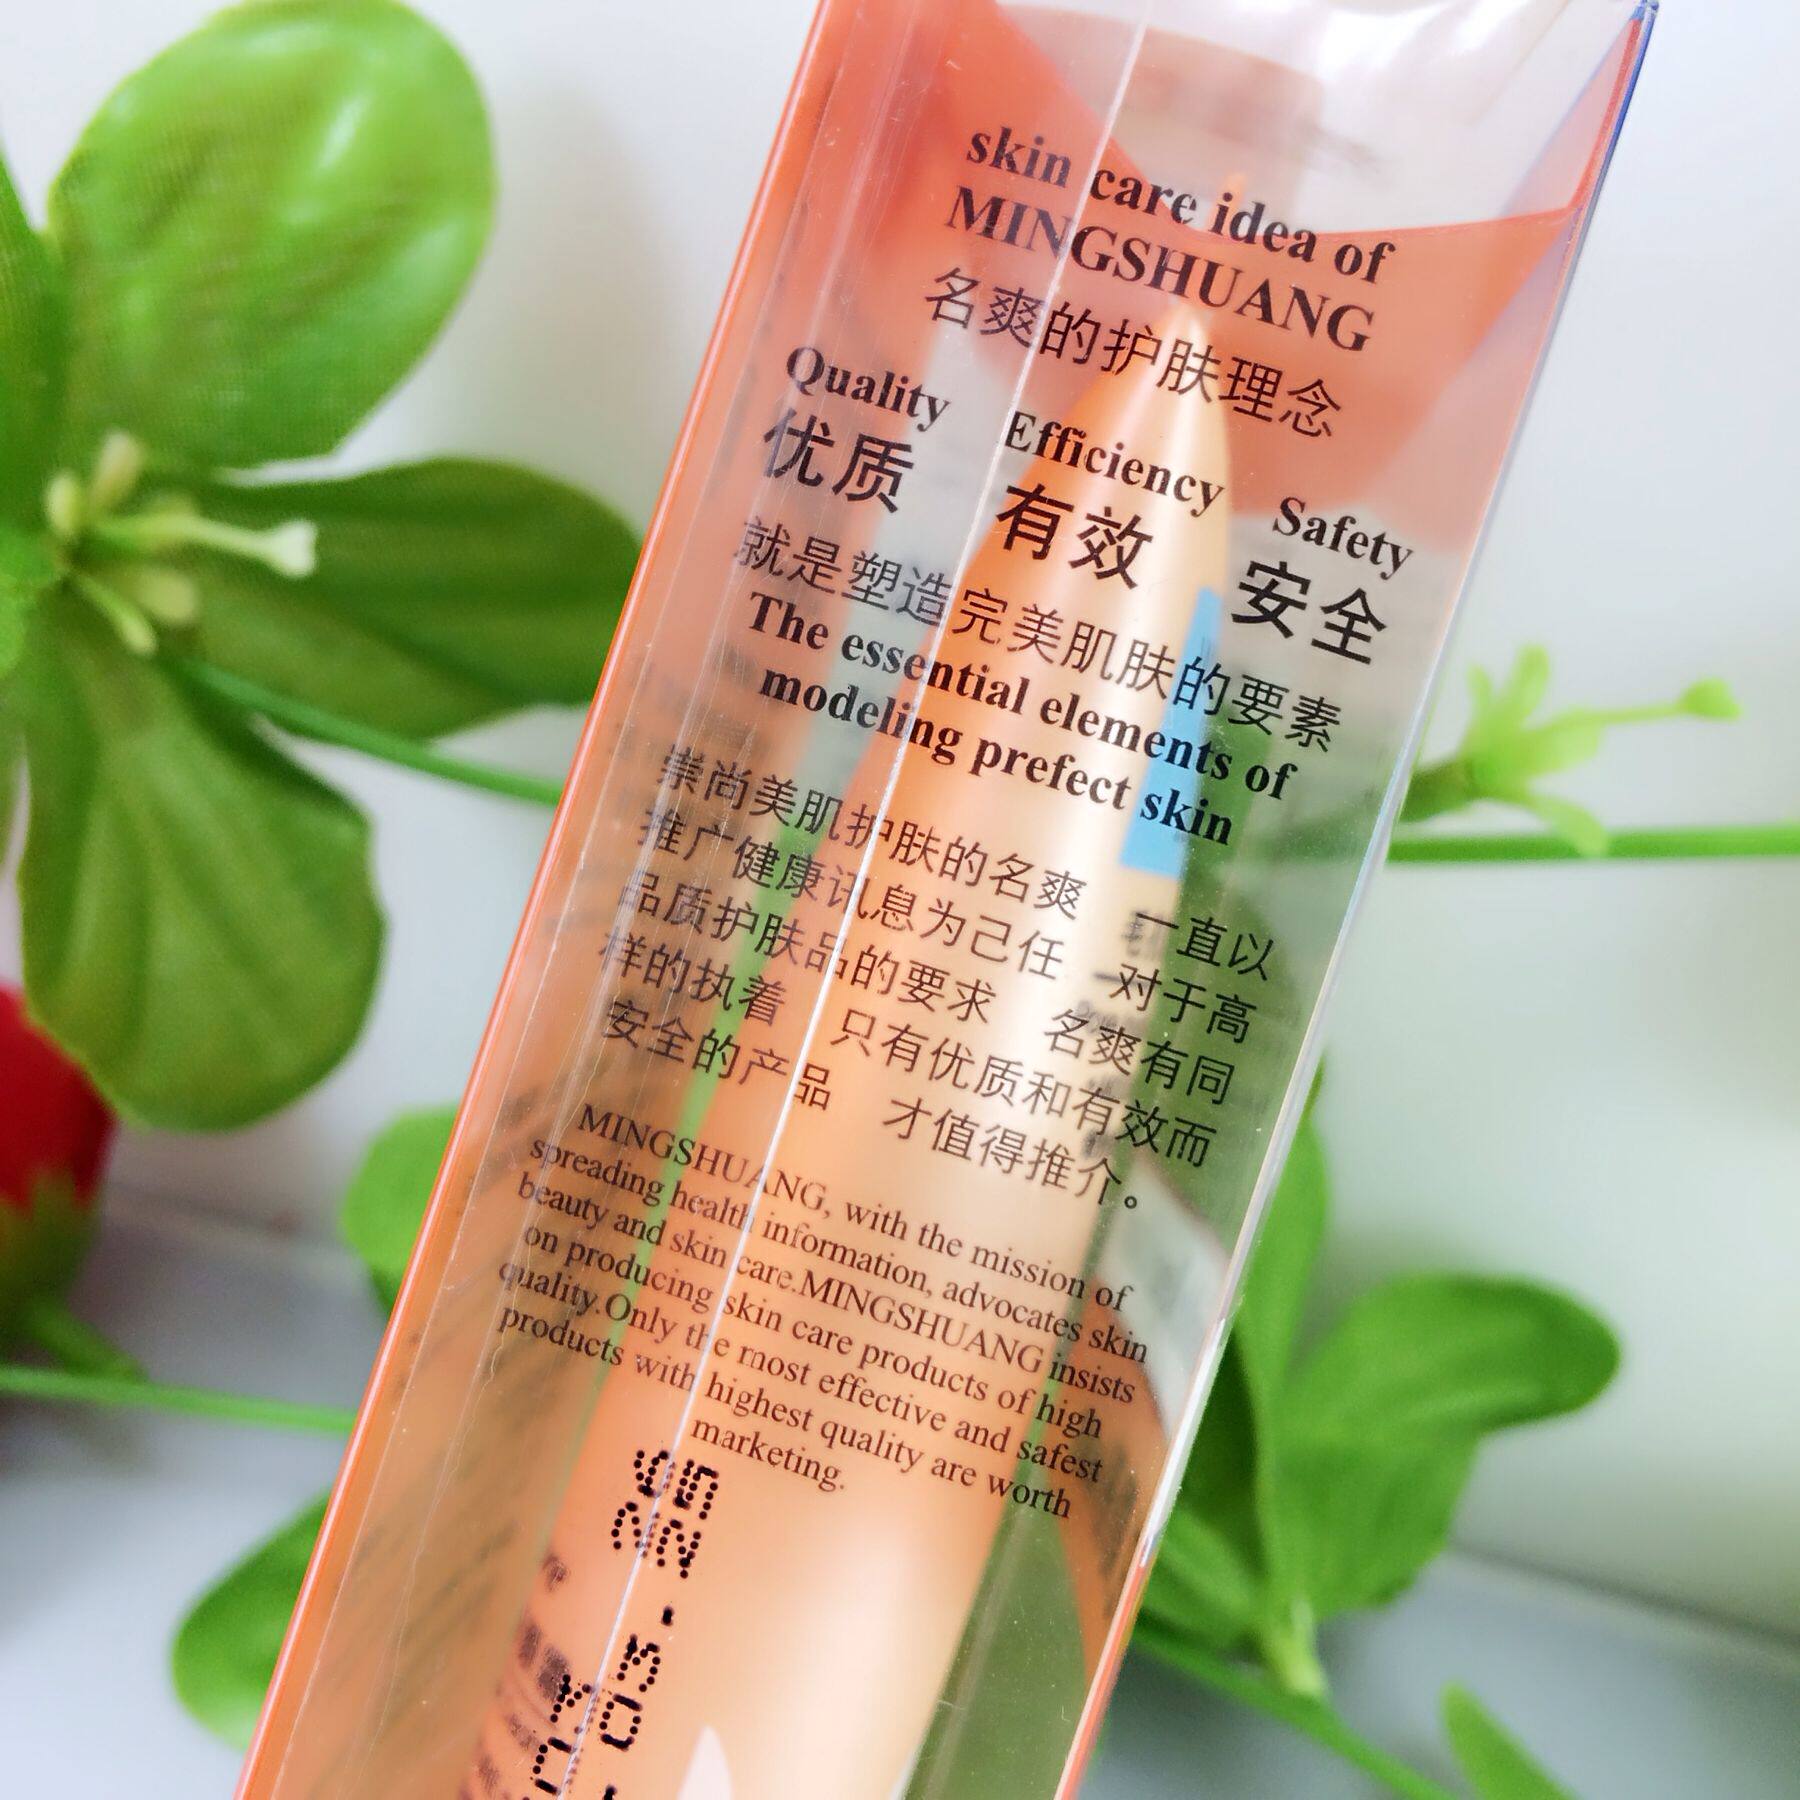 skin care idea of
MINGSHUANG
名爽的护肤理念
Quality Efficiency Safety
优质 有效 安全
就是塑造完美肌肤的要素
The essential elements of
modeling prefect skin
崇尚美肌护肤的名爽 一直以
推广健康讯息为己任 对于高
品质护肤品的要求 名爽有同
样的执着 只有优质和有效而
安全的产品 才值得推介。
MINGSHUANG, with the mission of
spreading health information, advocates skin
beauty and skin care.MINGSHUANG insists
on producing skin care products of high
quality.Only the most effective and safest
products with highest quality are worth
marketing.